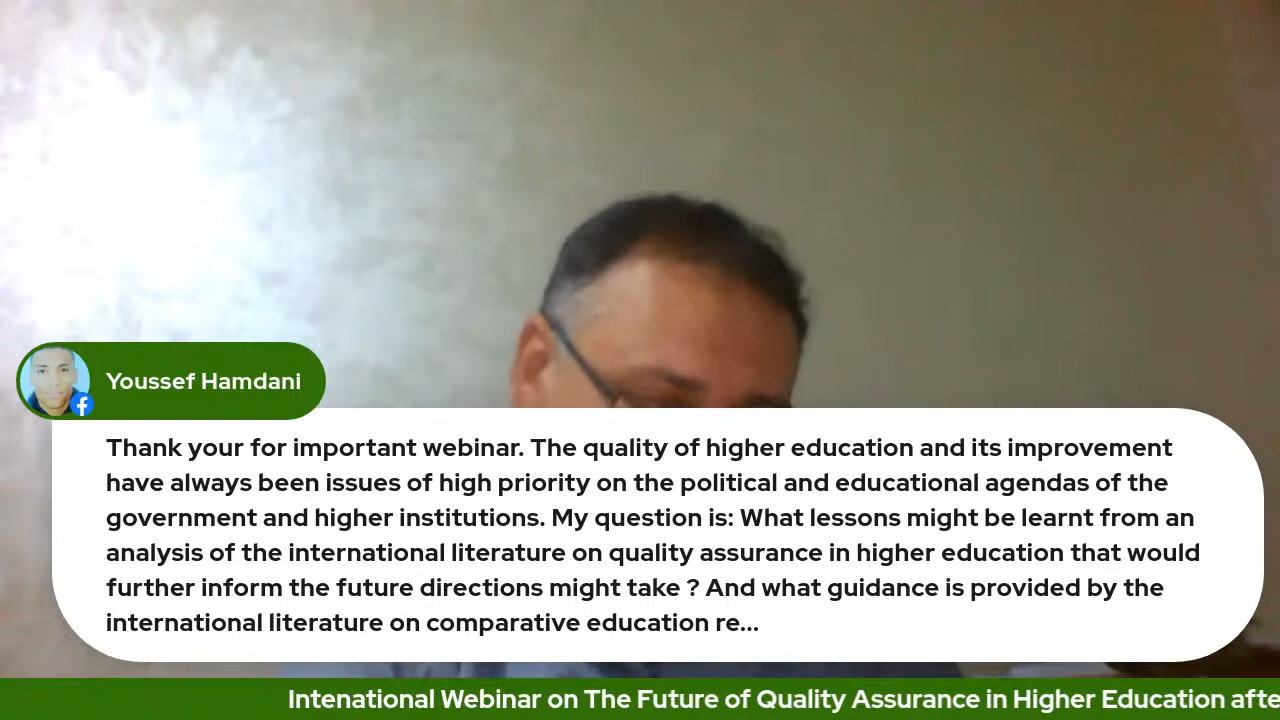 Youssef Hamdani
Thank your for important webinar. The quality of higher education and its improvement
have always been issues of high priority on the political and educational agendas of the
government and higher institutions. My question is: What lessons might be learnt from an
analysis of the international literature on quality assurance in higher education that would
further inform the future directions might take ? And what guidance is provided by the
international literature on comparative education re...
Intenational Webinar on The Future of Quality Assurance in Higher Education afte